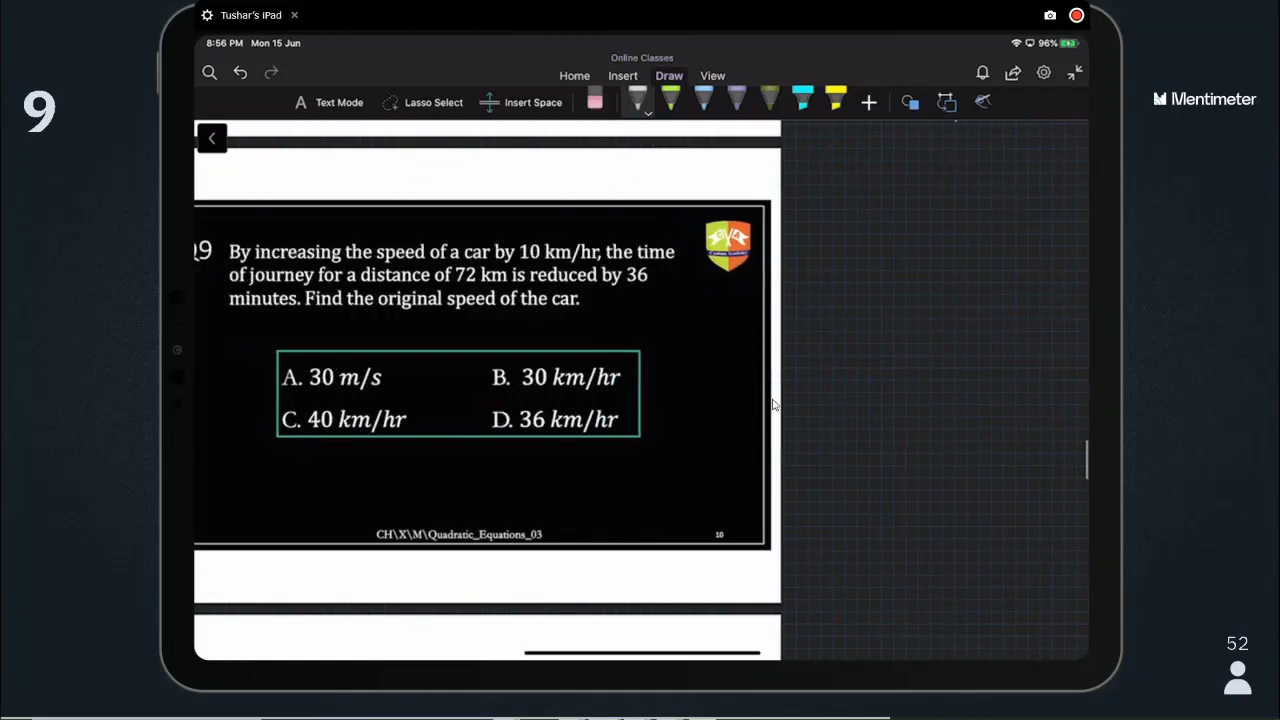 Tushar's iPad
8:56 PM Mon 15 Jun
96%
Online Classes
Home Insert Draw View
Text Mode Lasso Select Insert Space
9
Mentimeter
Q9 By increasing the speed of a car by 10 km/hr, the time
of journey for a distance of 72 km is reduced by 36
minutes. Find the original speed of the car.
A. 30 m/s B. 30 km/hr
C. 40 km/hr D. 36 km/hr
CH\X\M\Quadratic_Equations_03 10
52